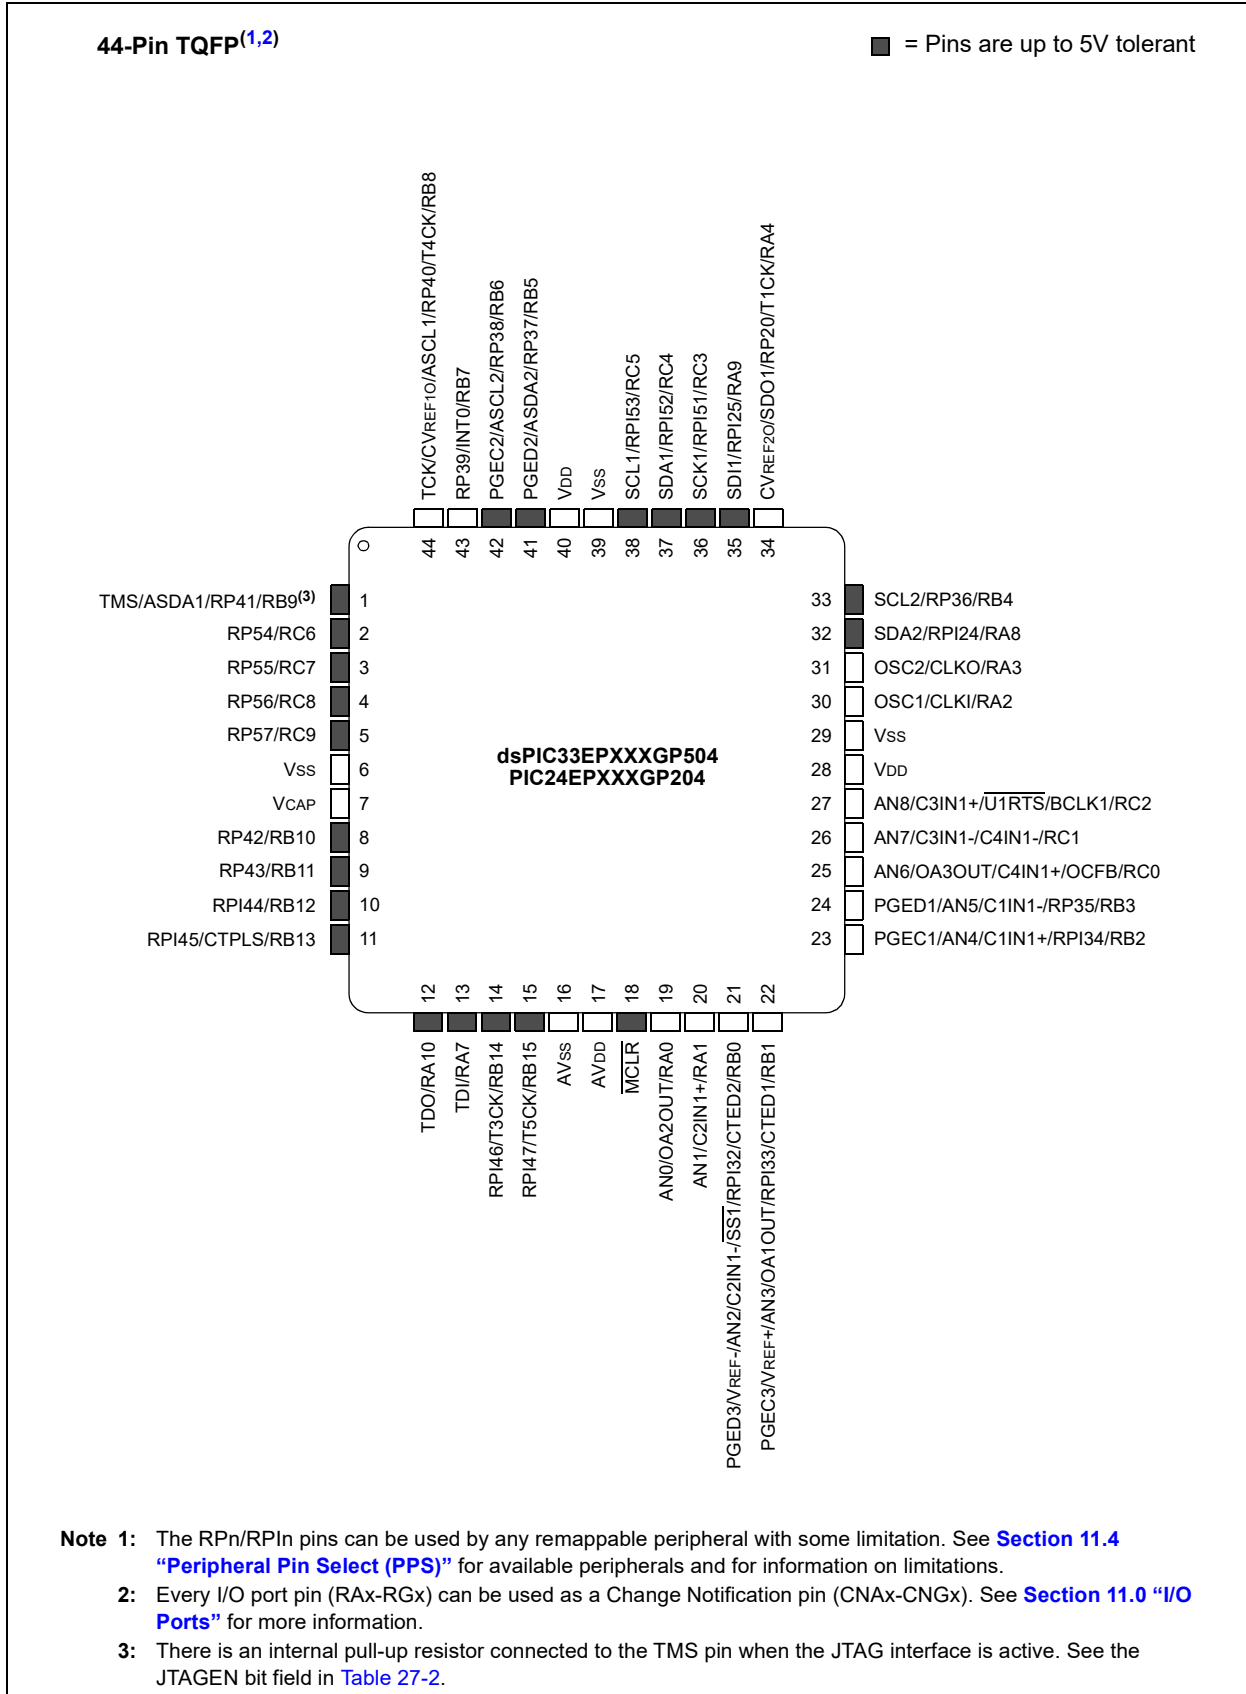 44-Pin TQFP(1,2)
= Pins are up to 5V tolerant
TCK/CVREF1O/ASCL1/RP40/T4CK/RB8
RP39/INT0/RB7
PGEC2/ASCL2/RP38/RB6
PGED2/ASDA2/RP37/RB5
VDD
VSS
SCL1/RPI53/RC5
SDA1/RPI52/RC4
SCK1/RPI51/RC3
SDI1/RPI25/RA9
CVREF2O/SDO1/RP20/T1CK/RA4
44 43 42 41 40 39 38 37 36 35 34
TMS/ASDA1/RP41/RB9(3) 1
RP54/RC6 2
RP55/RC7 3
RP56/RC8 4
RP57/RC9 5
VSS 6
VCAP 7
RP42/RB10 8
RP43/RB11 9
RPI44/RB12 10
RPI45/CTPLS/RB13 11
dsPIC33EPXXXGP504
PIC24EPXXXGP204
33 SCL2/RP36/RB4
32 SDA2/RPI24/RA8
31 OSC2/CLKO/RA3
30 OSC1/CLKI/RA2
29 VSS
28 VDD
27 AN8/C3IN1+/U1RTS/BCLK1/RC2
26 AN7/C3IN1-/C4IN1-/RC1
25 AN6/OA3OUT/C4IN1+/OCFB/RC0
24 PGED1/AN5/C1IN1-/RP35/RB3
23 PGEC1/AN4/C1IN1+/RPI34/RB2
12 13 14 15 16 17 18 19 20 21 22
TDO/RA10
TDI/RA7
RPI46/T3CK/RB14
RPI47/T5CK/RB15
AVSS
AVDD
MCLR
AN0/OA2OUT/RA0
AN1/C2IN1+/RA1
PGED3/VREF-/AN2/C2IN1-/SS1/RPI32/CTED2/RB0
PGEC3/VREF+/AN3/OA1OUT/RPI33/CTED1/RB1
Note 1: The RPn/RPIn pins can be used by any remappable peripheral with some limitation. See Section 11.4
“Peripheral Pin Select (PPS)” for available peripherals and for information on limitations.
2: Every I/O port pin (RAx-RGx) can be used as a Change Notification pin (CNAx-CNGx). See Section 11.0 “I/O
Ports” for more information.
3: There is an internal pull-up resistor connected to the TMS pin when the JTAG interface is active. See the
JTAGEN bit field in Table 27-2.